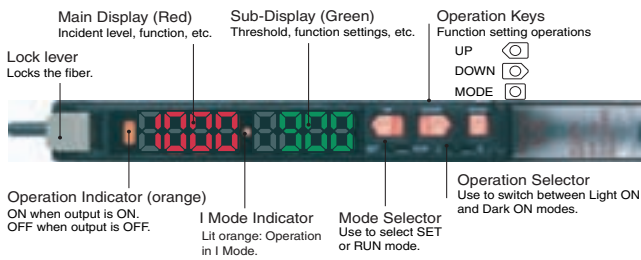 Main Display (Red)
Incident level, function, etc.
Sub-Display (Green)
Threshold, function settings, etc.
Operation Keys
Function setting operations
UP
DOWN
MODE
Lock lever
Locks the fiber.
1000
500
Operation Indicator (orange)
ON when output is ON.
OFF when output is OFF.
I Mode Indicator
Lit orange: Operation
in I Mode.
Mode Selector
Use to select SET
or RUN mode.
Operation Selector
Use to switch between Light ON
and Dark ON modes.